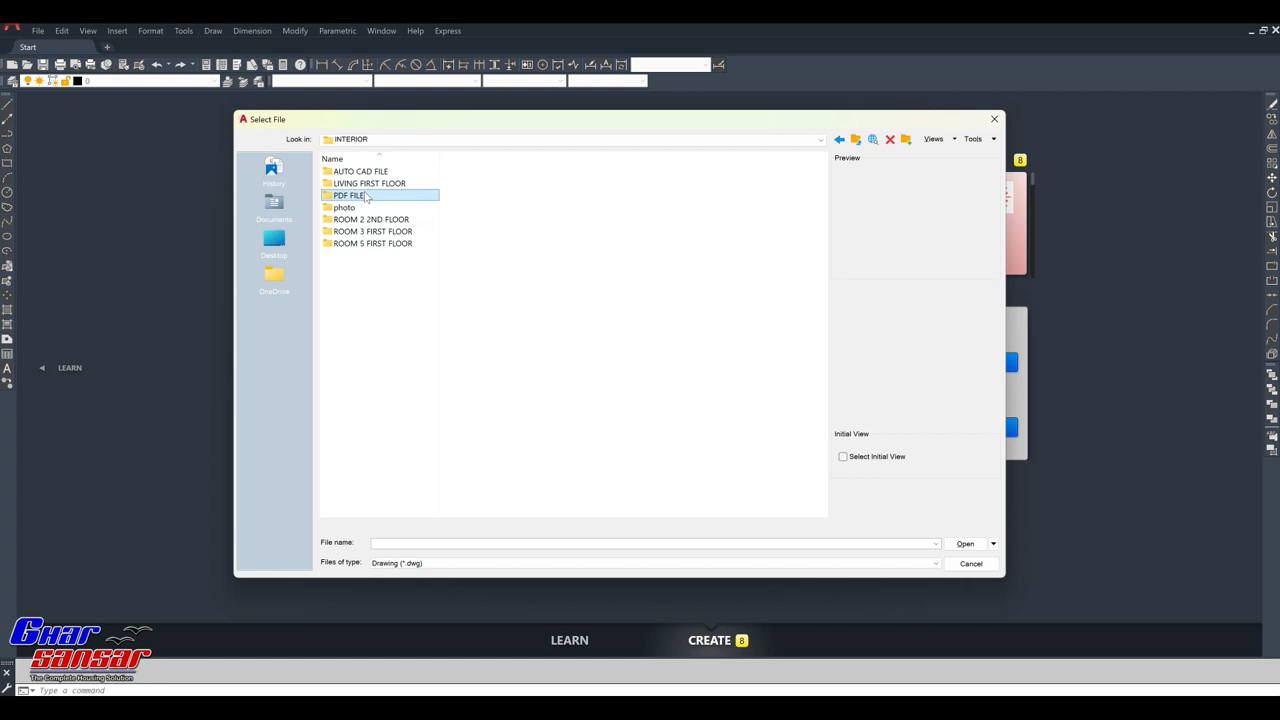 File Edit View Insert Format Tools Draw Dimension Modify Parametric Window Help Express
Start
0
Select File
Look in: INTERIOR Views Tools
Name
AUTO CAD FILE
LIVING FIRST FLOOR
PDF FILE
photo
ROOM 2 2ND FLOOR
ROOM 3 FIRST FLOOR
ROOM 5 FIRST FLOOR
History
Documents
Desktop
OneDrive
Preview
8
LEARN
Initial View
Select Initial View
File name: Open
Files of type: Drawing (*.dwg) Cancel
LEARN CREATE 8
GHAR
SANSAR
The Complete Housing Solution
Type a command